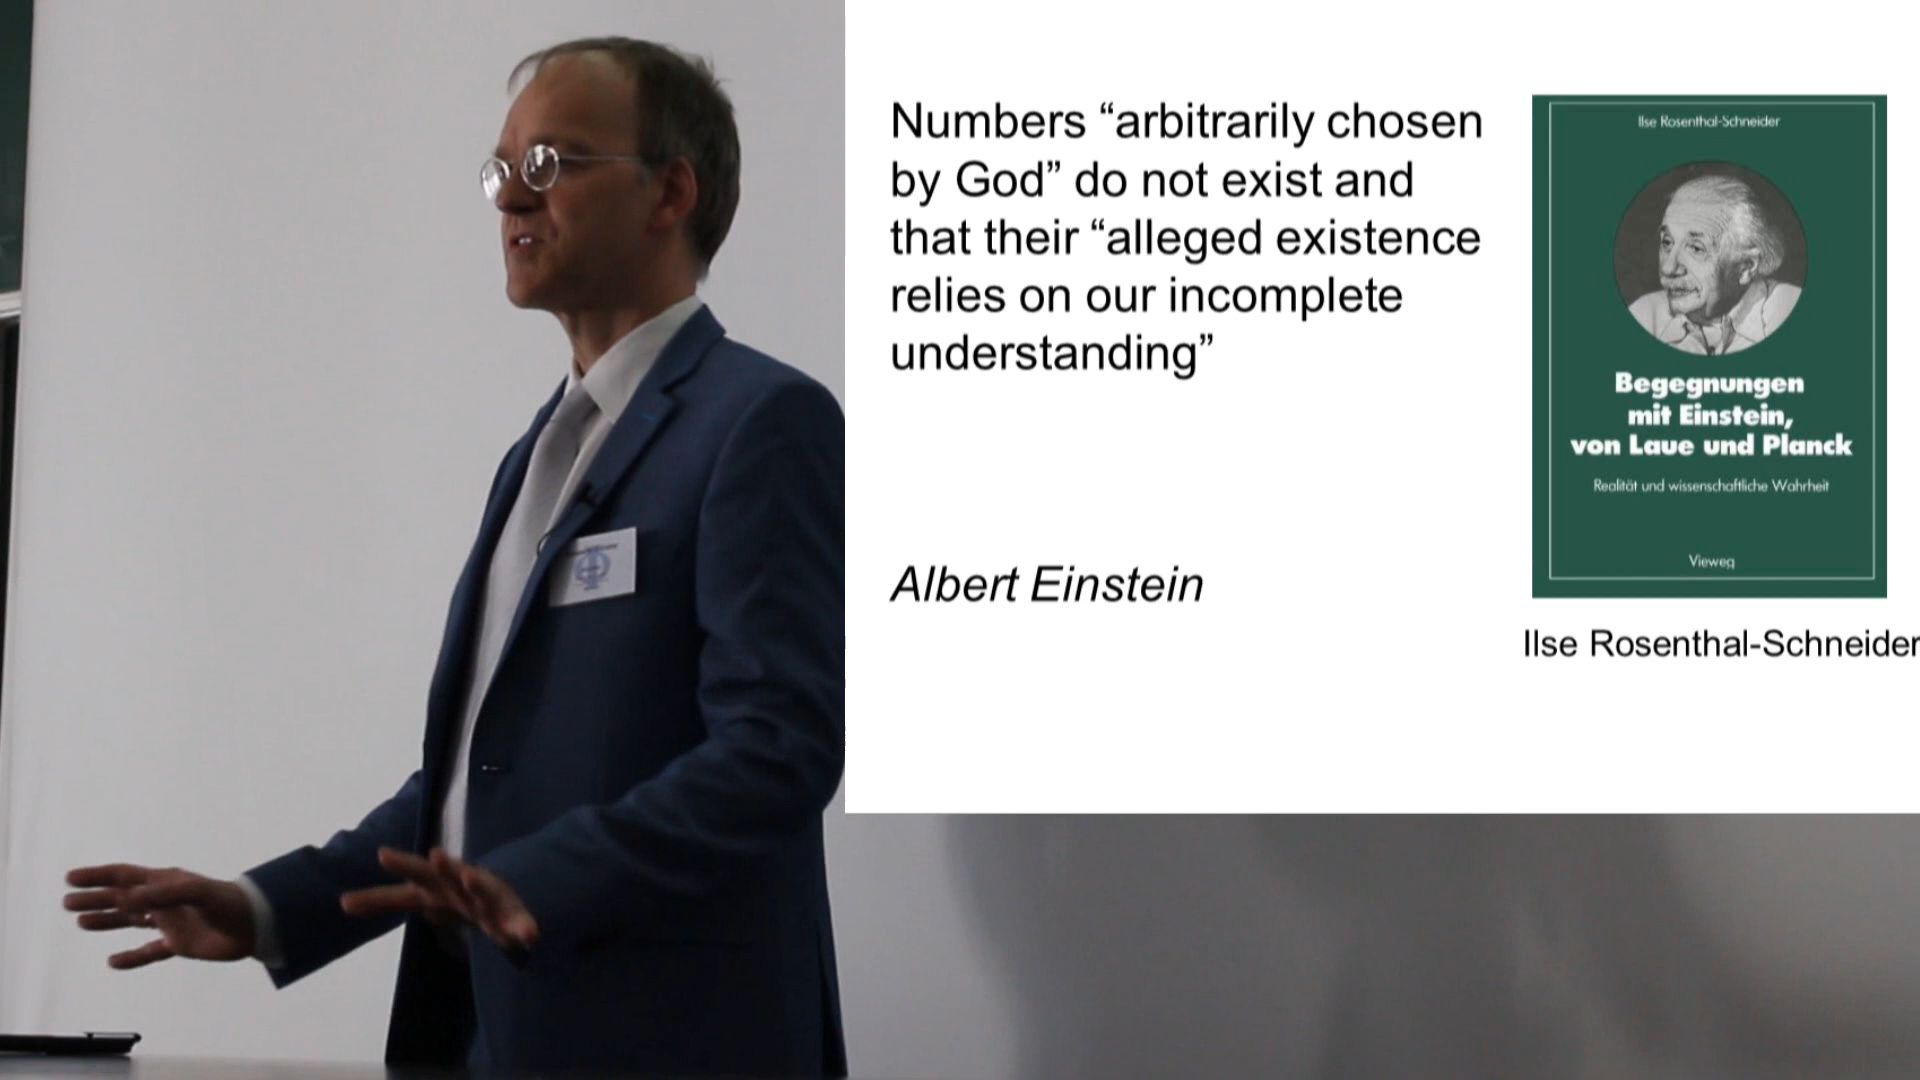 Numbers “arbitrarily chosen
by God” do not exist and
that their “alleged existence
relies on our incomplete
understanding”
Albert Einstein
Ilse Rosenthal-Schneider
Begegnungen
mit Einstein,
von Laue und Planck
Realität und wissenschaftliche Wahrheit
Vieweg
Ilse Rosenthal-Schneider